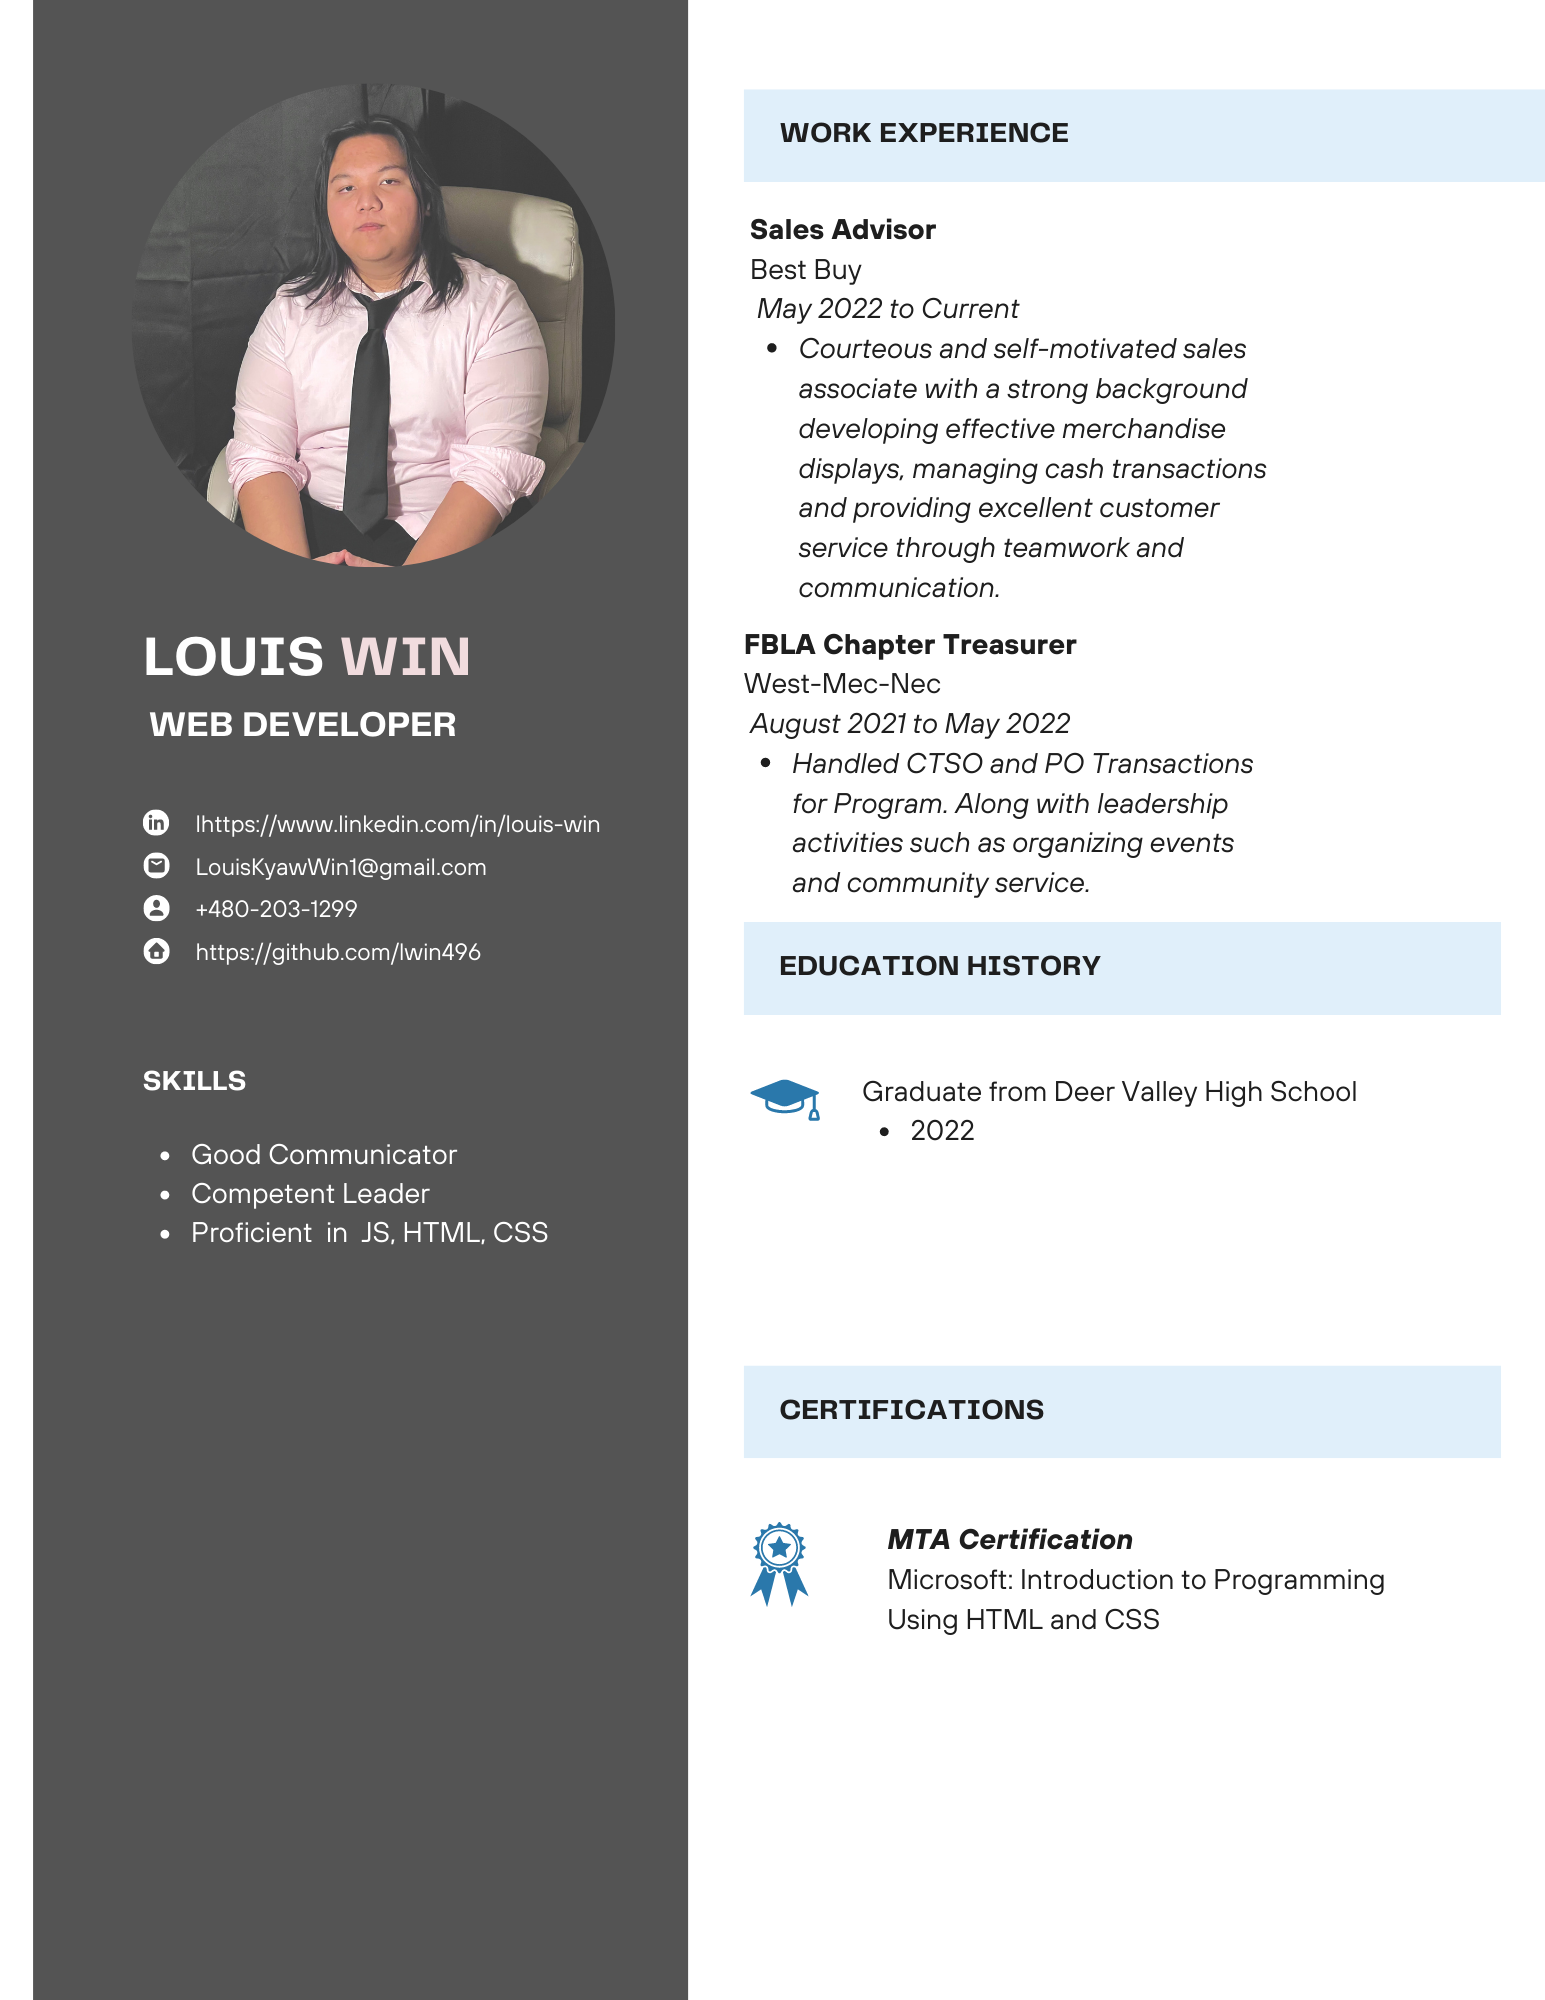 LOUIS WIN
WEB DEVELOPER
lhttps://www.linkedin.com/in/louis-win
LouisKyawWin1@gmail.com
+480-203-1299
https://github.com/lwin496
SKILLS
• Good Communicator
• Competent Leader
• Proficient in JS, HTML, CSS
WORK EXPERIENCE
Sales Advisor
Best Buy
May 2022 to Current
• Courteous and self-motivated sales
associate with a strong background
developing effective merchandise
displays, managing cash transactions
and providing excellent customer
service through teamwork and
communication.
FBLA Chapter Treasurer
West-Mec-Nec
August 2021 to May 2022
• Handled CTSO and PO Transactions
for Program. Along with leadership
activities such as organizing events
and community service.
EDUCATION HISTORY
Graduate from Deer Valley High School
• 2022
CERTIFICATIONS
MTA Certification
Microsoft: Introduction to Programming
Using HTML and CSS